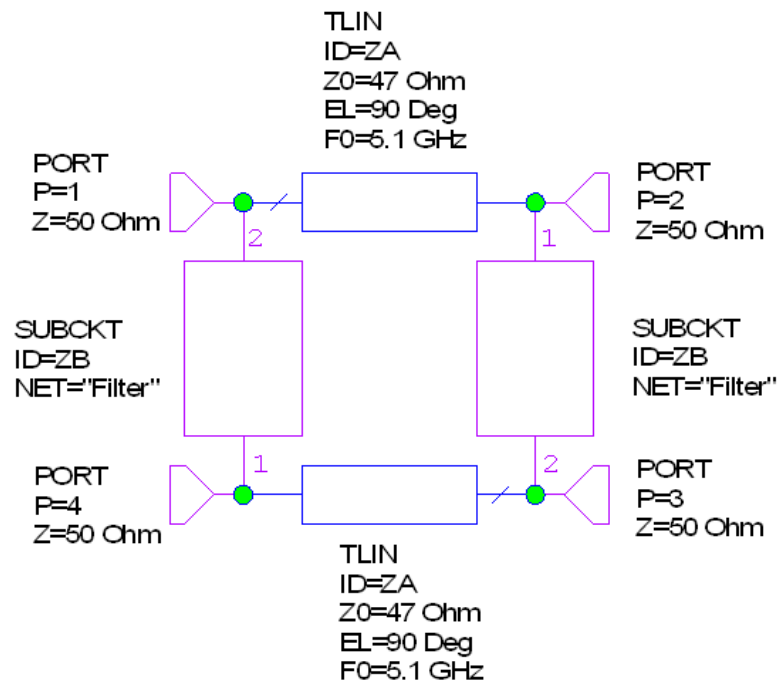 TLIN
ID=ZA
Z0=47 Ohm
EL=90 Deg
F0=5.1 GHz
PORT
P=1
Z=50 Ohm
PORT
P=2
Z=50 Ohm
2
1
SUBCKT
ID=ZB
NET="Filter"
SUBCKT
ID=ZB
NET="Filter"
1
2
PORT
P=4
Z=50 Ohm
PORT
P=3
Z=50 Ohm
TLIN
ID=ZA
Z0=47 Ohm
EL=90 Deg
F0=5.1 GHz